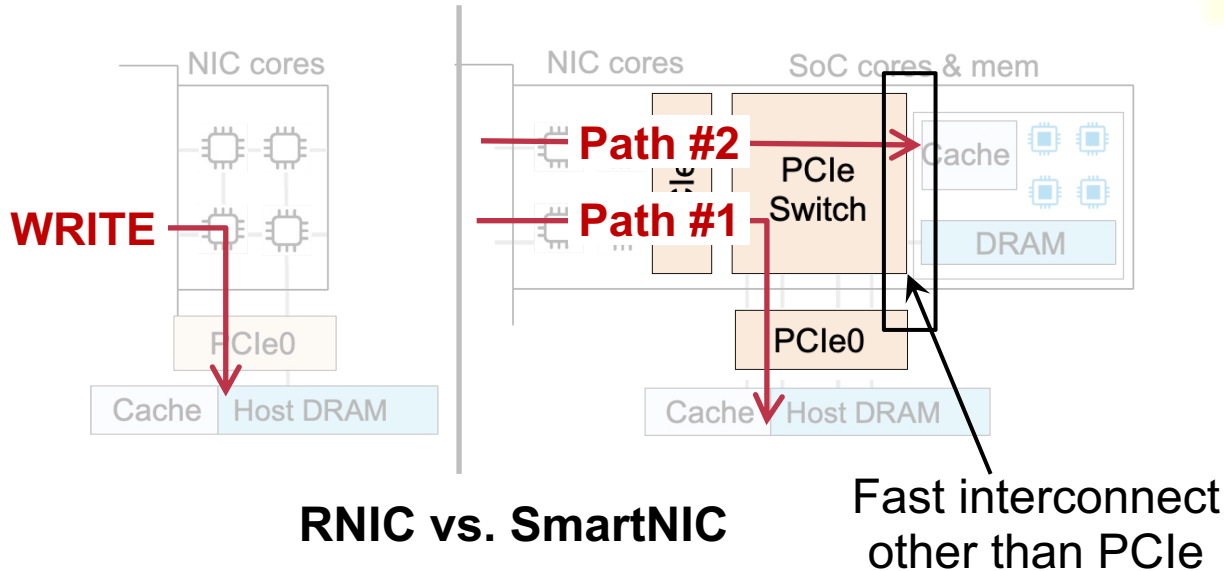 NIC cores
WRITE
PCIe0
Cache
Host DRAM
NIC cores
SoC cores & mem
Path #2
Path #1
PCIe
Switch
Cache
DRAM
PCIe0
Cache
Host DRAM
RNIC vs. SmartNIC
Fast interconnect
other than PCIe